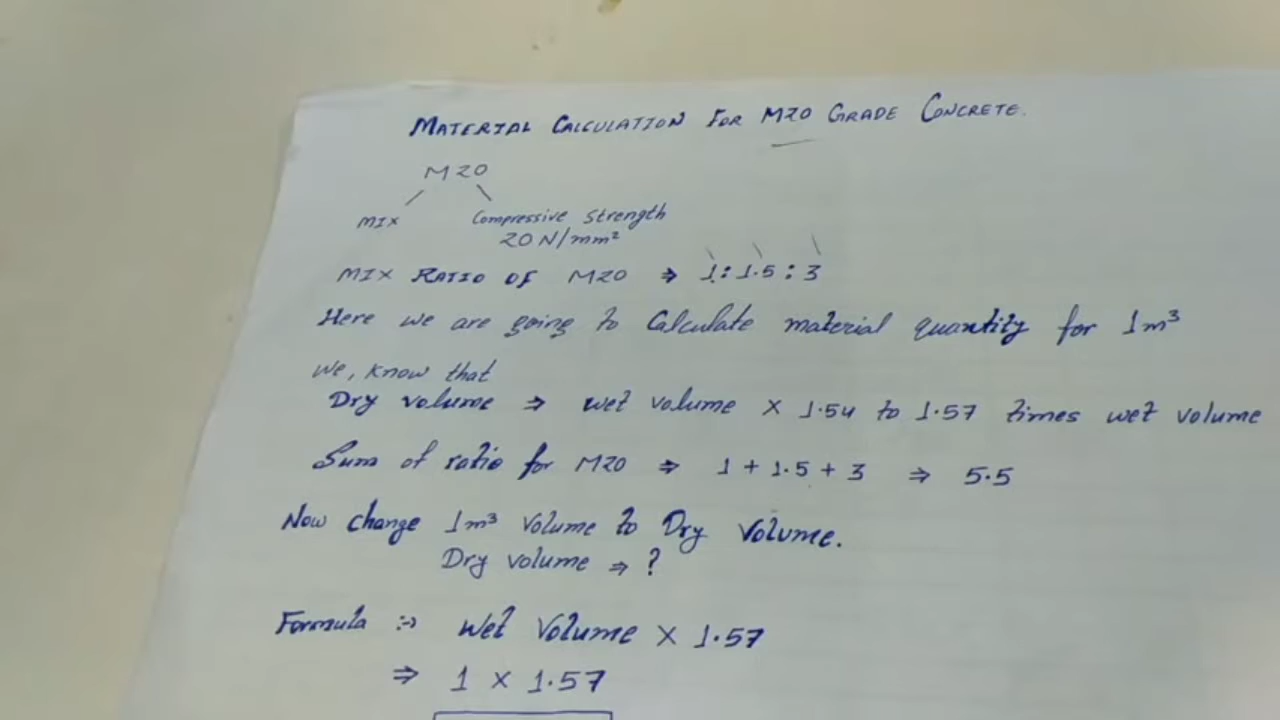 MATERIAL CALCULATION FOR M20 GRADE CONCRETE.
M20
MIX
Compressive Strength
20 N/mm²
MIX RATIO OF M20 ⇒ 1:1.5:3
Here we are going to Calculate material quantity for 1m³
We, know that
Dry volume ⇒ wet volume × 1.54 to 1.57 times wet volume
Sum of ratio for M20 ⇒ 1 + 1.5 + 3 ⇒ 5.5
Now change 1m³ Volume to Dry Volume.
Dry volume ⇒ ?
Formula :→ Wet Volume × 1.57
⇒ 1 × 1.57